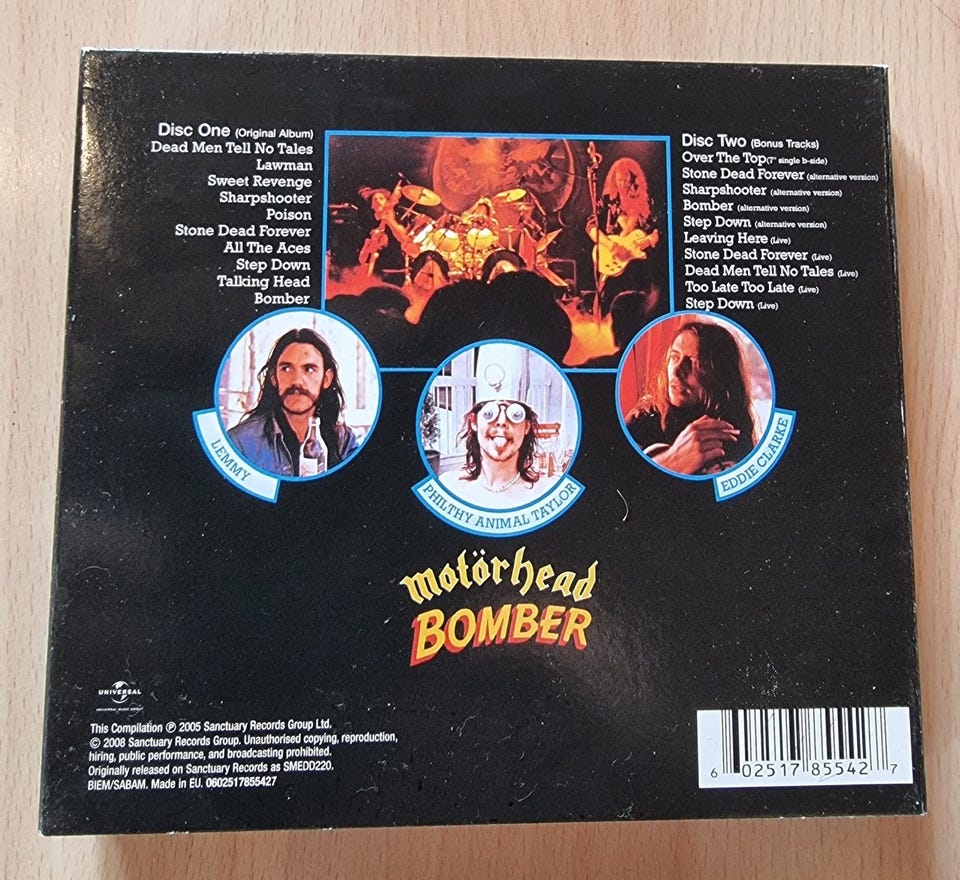 Disc One (Original Album)
Dead Men Tell No Tales
Lawman
Sweet Revenge
Sharpshooter
Poison
Stone Dead Forever
All The Aces
Step Down
Talking Head
Bomber
Disc Two (Bonus Tracks)
Over The Top (7" single b-side)
Stone Dead Forever (alternative version)
Sharpshooter (alternative version)
Bomber (alternative version)
Step Down (alternative version)
Leaving Here (Live)
Stone Dead Forever (Live)
Dead Men Tell No Tales (Live)
Too Late Too Late (Live)
Step Down (Live)
LEMMY
PHILTHY ANIMAL TAYLOR
EDDIE CLARKE
motörhead
BOMBER
UNIVERSAL
UNIVERSAL MUSIC GROUP
This Compilation ℗ 2005 Sanctuary Records Group Ltd.
© 2008 Sanctuary Records Group. Unauthorised copying, reproduction,
hiring, public performance, and broadcasting prohibited.
Originally released on Sanctuary Records as SMEDD220.
BIEM/SABAM. Made in EU. 0602517855427
6 02517 85542 7